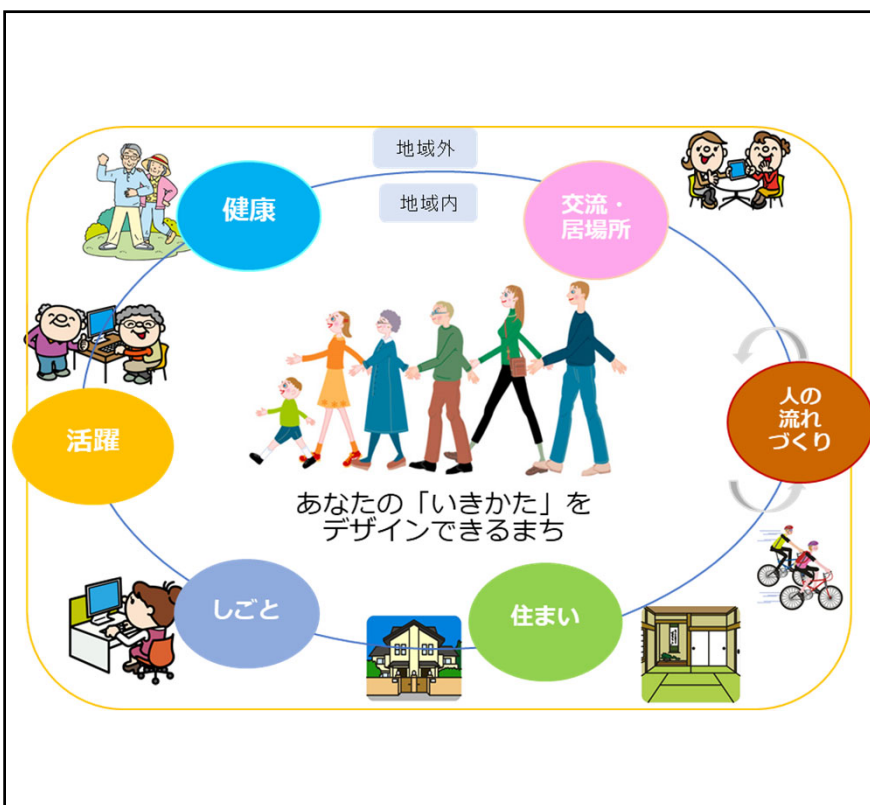 地域外
地域内
健康
交流・
居場所
活躍
人の
流れ
づくり
あなたの「いきかた」を
デザインできるまち
しごと
住まい